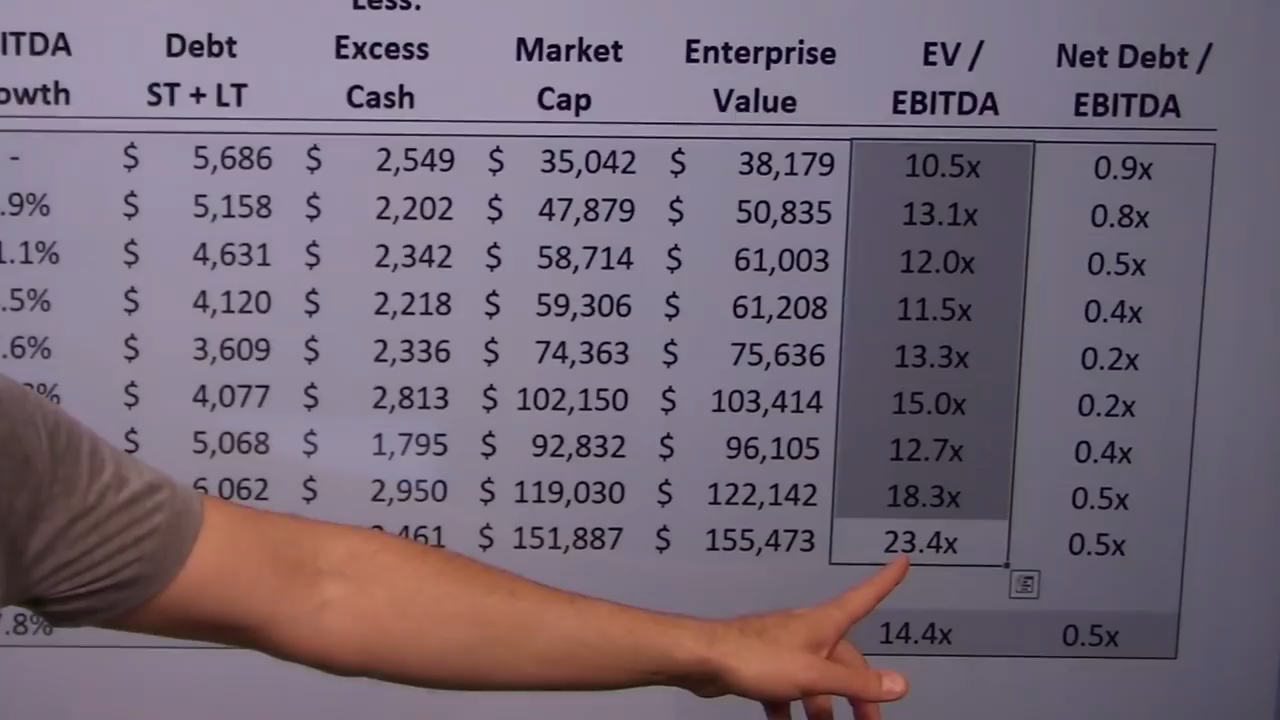 Less:
ITDA Debt Excess Market Enterprise EV / Net Debt /
owth ST + LT Cash Cap Value EBITDA EBITDA
- $ 5,686 $ 2,549 $ 35,042 $ 38,179 10.5x 0.9x
.9% $ 5,158 $ 2,202 $ 47,879 $ 50,835 13.1x 0.8x
1.1% $ 4,631 $ 2,342 $ 58,714 $ 61,003 12.0x 0.5x
.5% $ 4,120 $ 2,218 $ 59,306 $ 61,208 11.5x 0.4x
.6% $ 3,609 $ 2,336 $ 74,363 $ 75,636 13.3x 0.2x
% $ 4,077 $ 2,813 $ 102,150 $ 103,414 15.0x 0.2x
$ 5,068 $ 1,795 $ 92,832 $ 96,105 12.7x 0.4x
6,062 $ 2,950 $ 119,030 $ 122,142 18.3x 0.5x
461 $ 151,887 $ 155,473 23.4x 0.5x
.8% 14.4x 0.5x